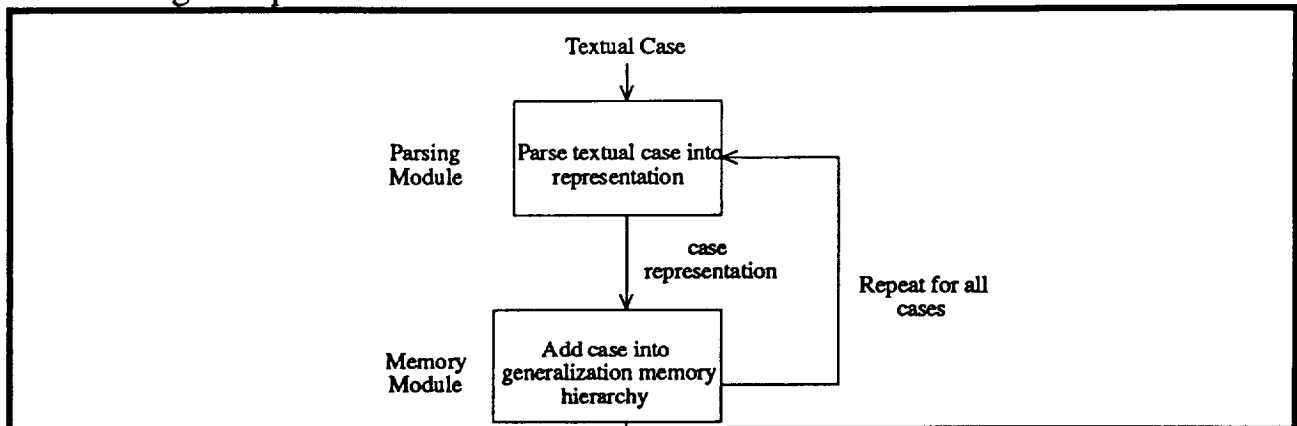 Textual Case
Parsing
Module
Parse textual case into
representation
case
representation
Repeat for all
cases
Memory
Module
Add case into
generalization memory
hierarchy